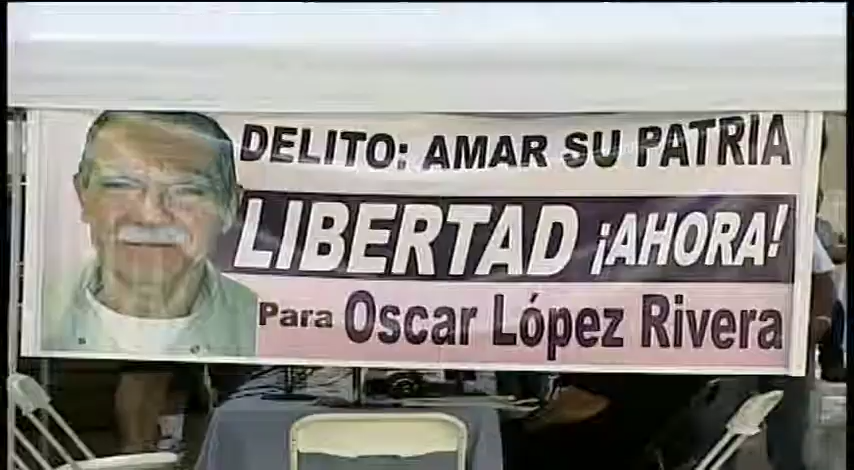 DELITO: AMAR SU PATRIA
LIBERTAD ¡AHORA!
Para Oscar López Rivera